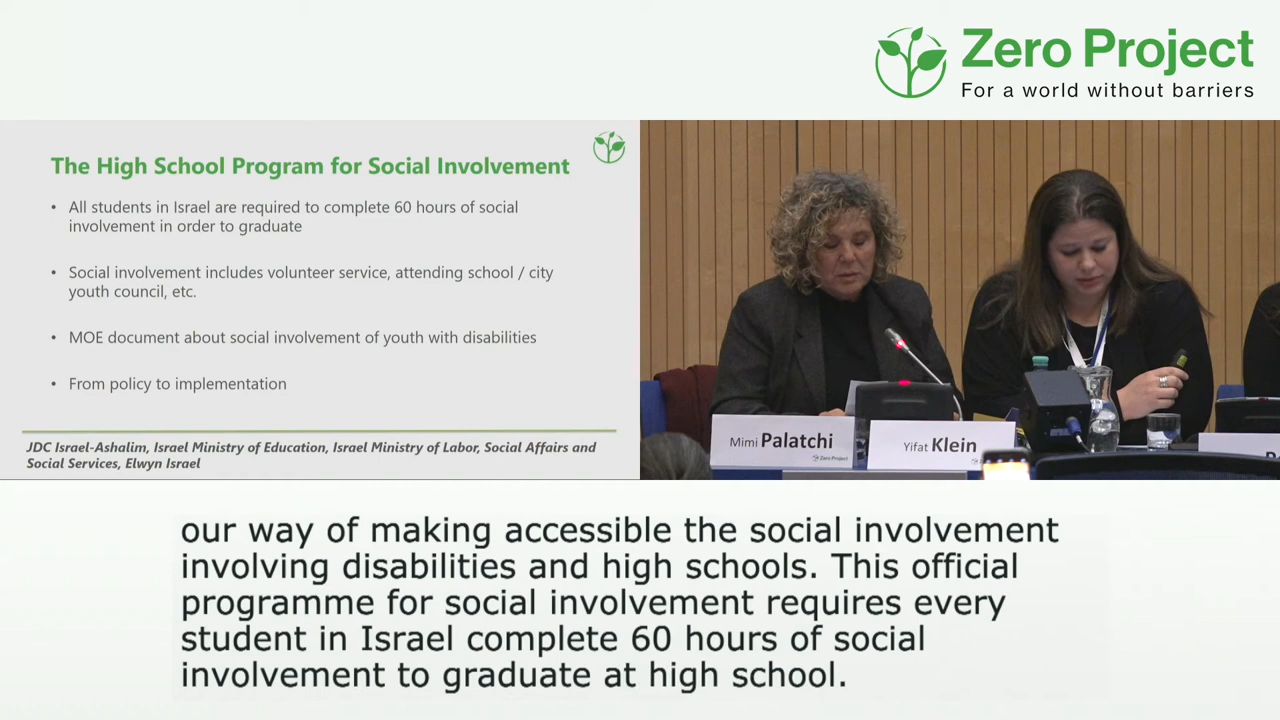 Zero Project
For a world without barriers
The High School Program for Social Involvement
• All students in Israel are required to complete 60 hours of social
involvement in order to graduate
• Social involvement includes volunteer service, attending school / city
youth council, etc.
• MOE document about social involvement of youth with disabilities
• From policy to implementation
JDC Israel-Ashalim, Israel Ministry of Education, Israel Ministry of Labor, Social Affairs and
Social Services, Elwyn Israel
Mimi Palatchi
Zero Project
Yifat Klein
our way of making accessible the social involvement
involving disabilities and high schools. This official
programme for social involvement requires every
student in Israel complete 60 hours of social
involvement to graduate at high school.